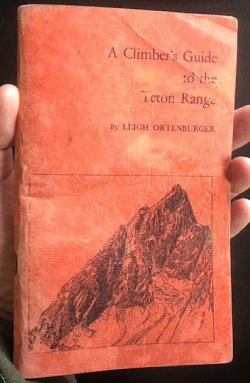 A Climber's Guide
to the
Teton Range
by LEIGH ORTENBURGER